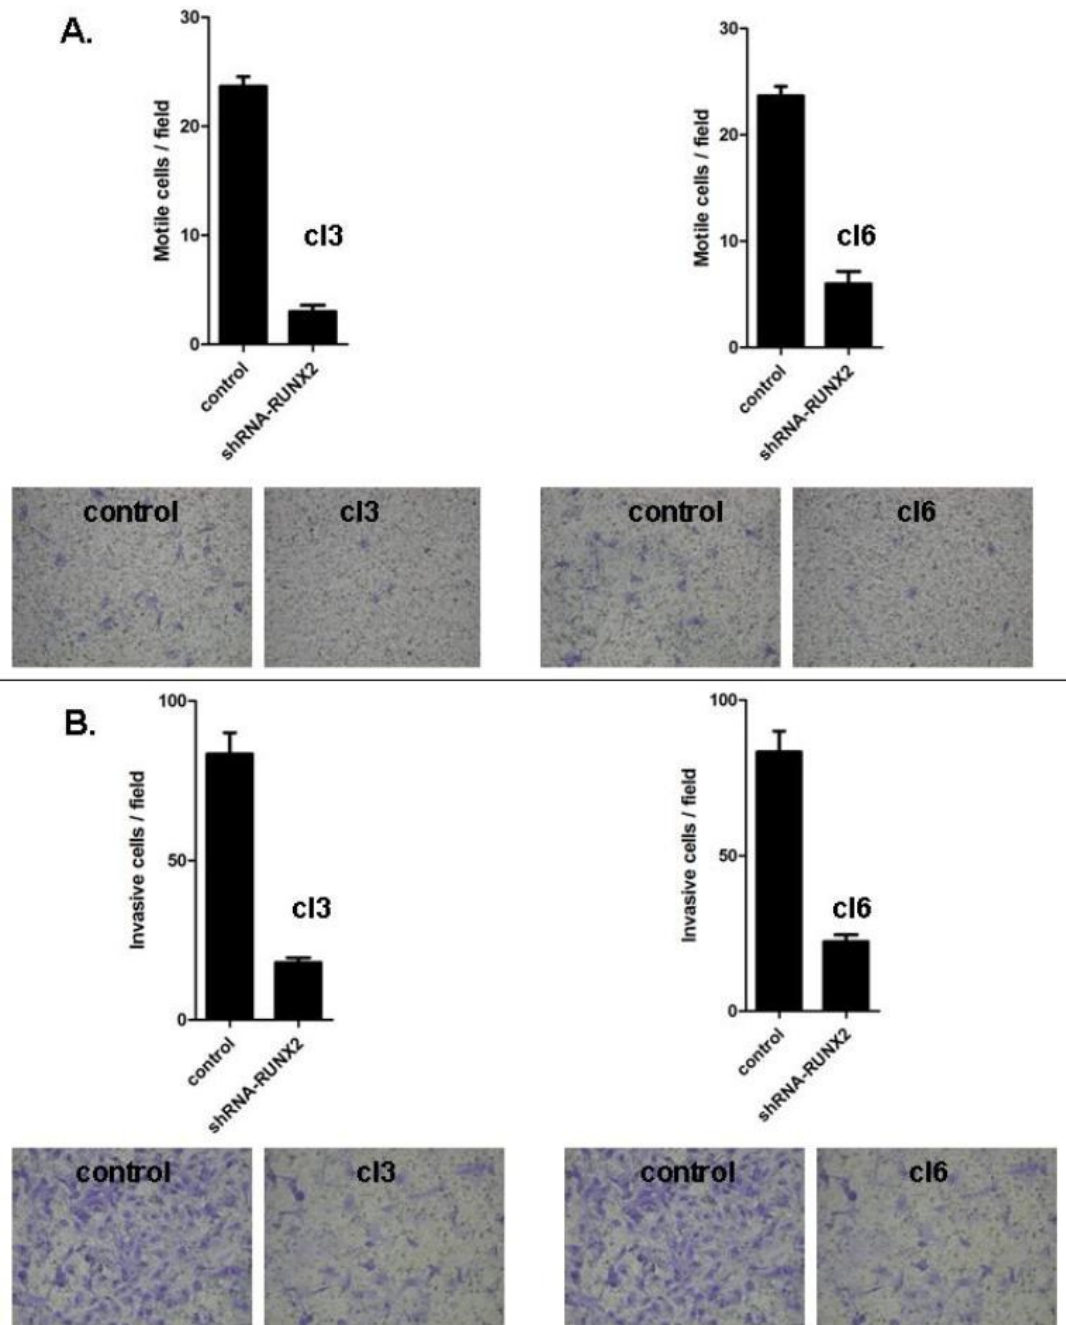 A.
30
20
10
0
Motile cells / field
cl3
control
shRNA-RUNX2
30
20
10
0
Motile cells / field
cl6
control
shRNA-RUNX2
control
cl3
control
cl6
B.
100
50
0
Invasive cells / field
cl3
control
shRNA-RUNX2
100
50
0
Invasive cells / field
cl6
control
shRNA-RUNX2
control
cl3
control
cl6